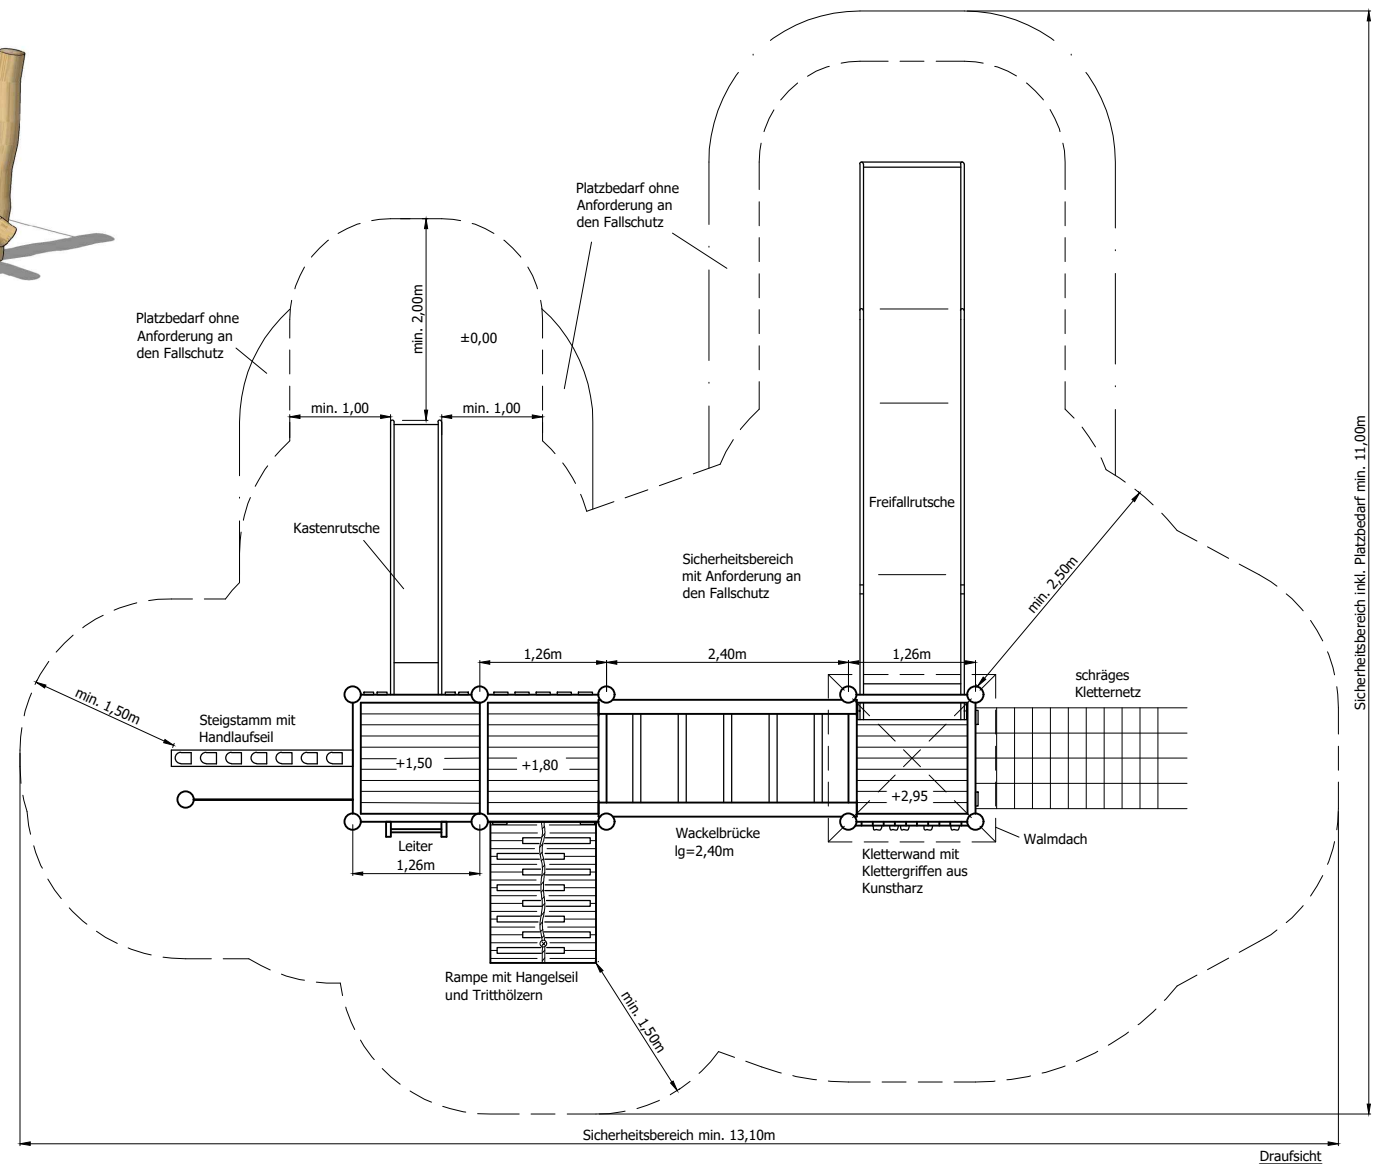 Platzbedarf ohne
Anforderung an
den Fallschutz
Platzbedarf ohne
Anforderung an
den Fallschutz
min. 2,00m
±0,00
min. 1,00
min. 1,00
Kastenrutsche
Freifallrutsche
Sicherheitsbereich
mit Anforderung an
den Fallschutz
min. 2,50m
Sicherheitsbereich inkl. Platzbedarf min. 11,00m
1,26m
2,40m
1,26m
schräges
Kletternetz
min. 1,50m
Steigstamm mit
Handlaufseil
+1,50
+1,80
+2,95
Leiter
1,26m
Wackelbrücke
lg=2,40m
Kletterwand mit
Klettergriffen aus
Kunstharz
Walmdach
Rampe mit Hangelseil
und Tritthölzern
min. 1,50m
Sicherheitsbereich min. 13,10m
Draufsicht